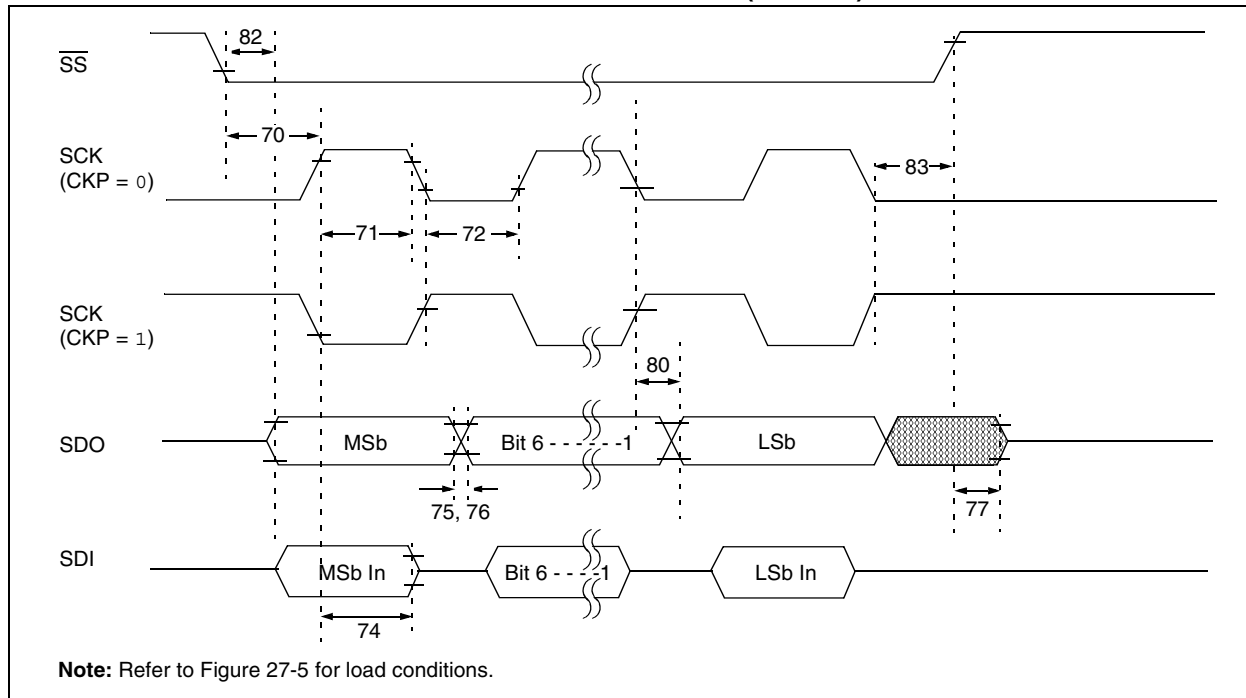 82
SS
70
SCK
(CKP = 0)
83
71
72
SCK
(CKP = 1)
80
SDO
MSb
Bit 6 - - - - - -1
LSb
75, 76
77
SDI
MSb In
Bit 6 - - - -1
LSb In
74
Note: Refer to Figure 27-5 for load conditions.